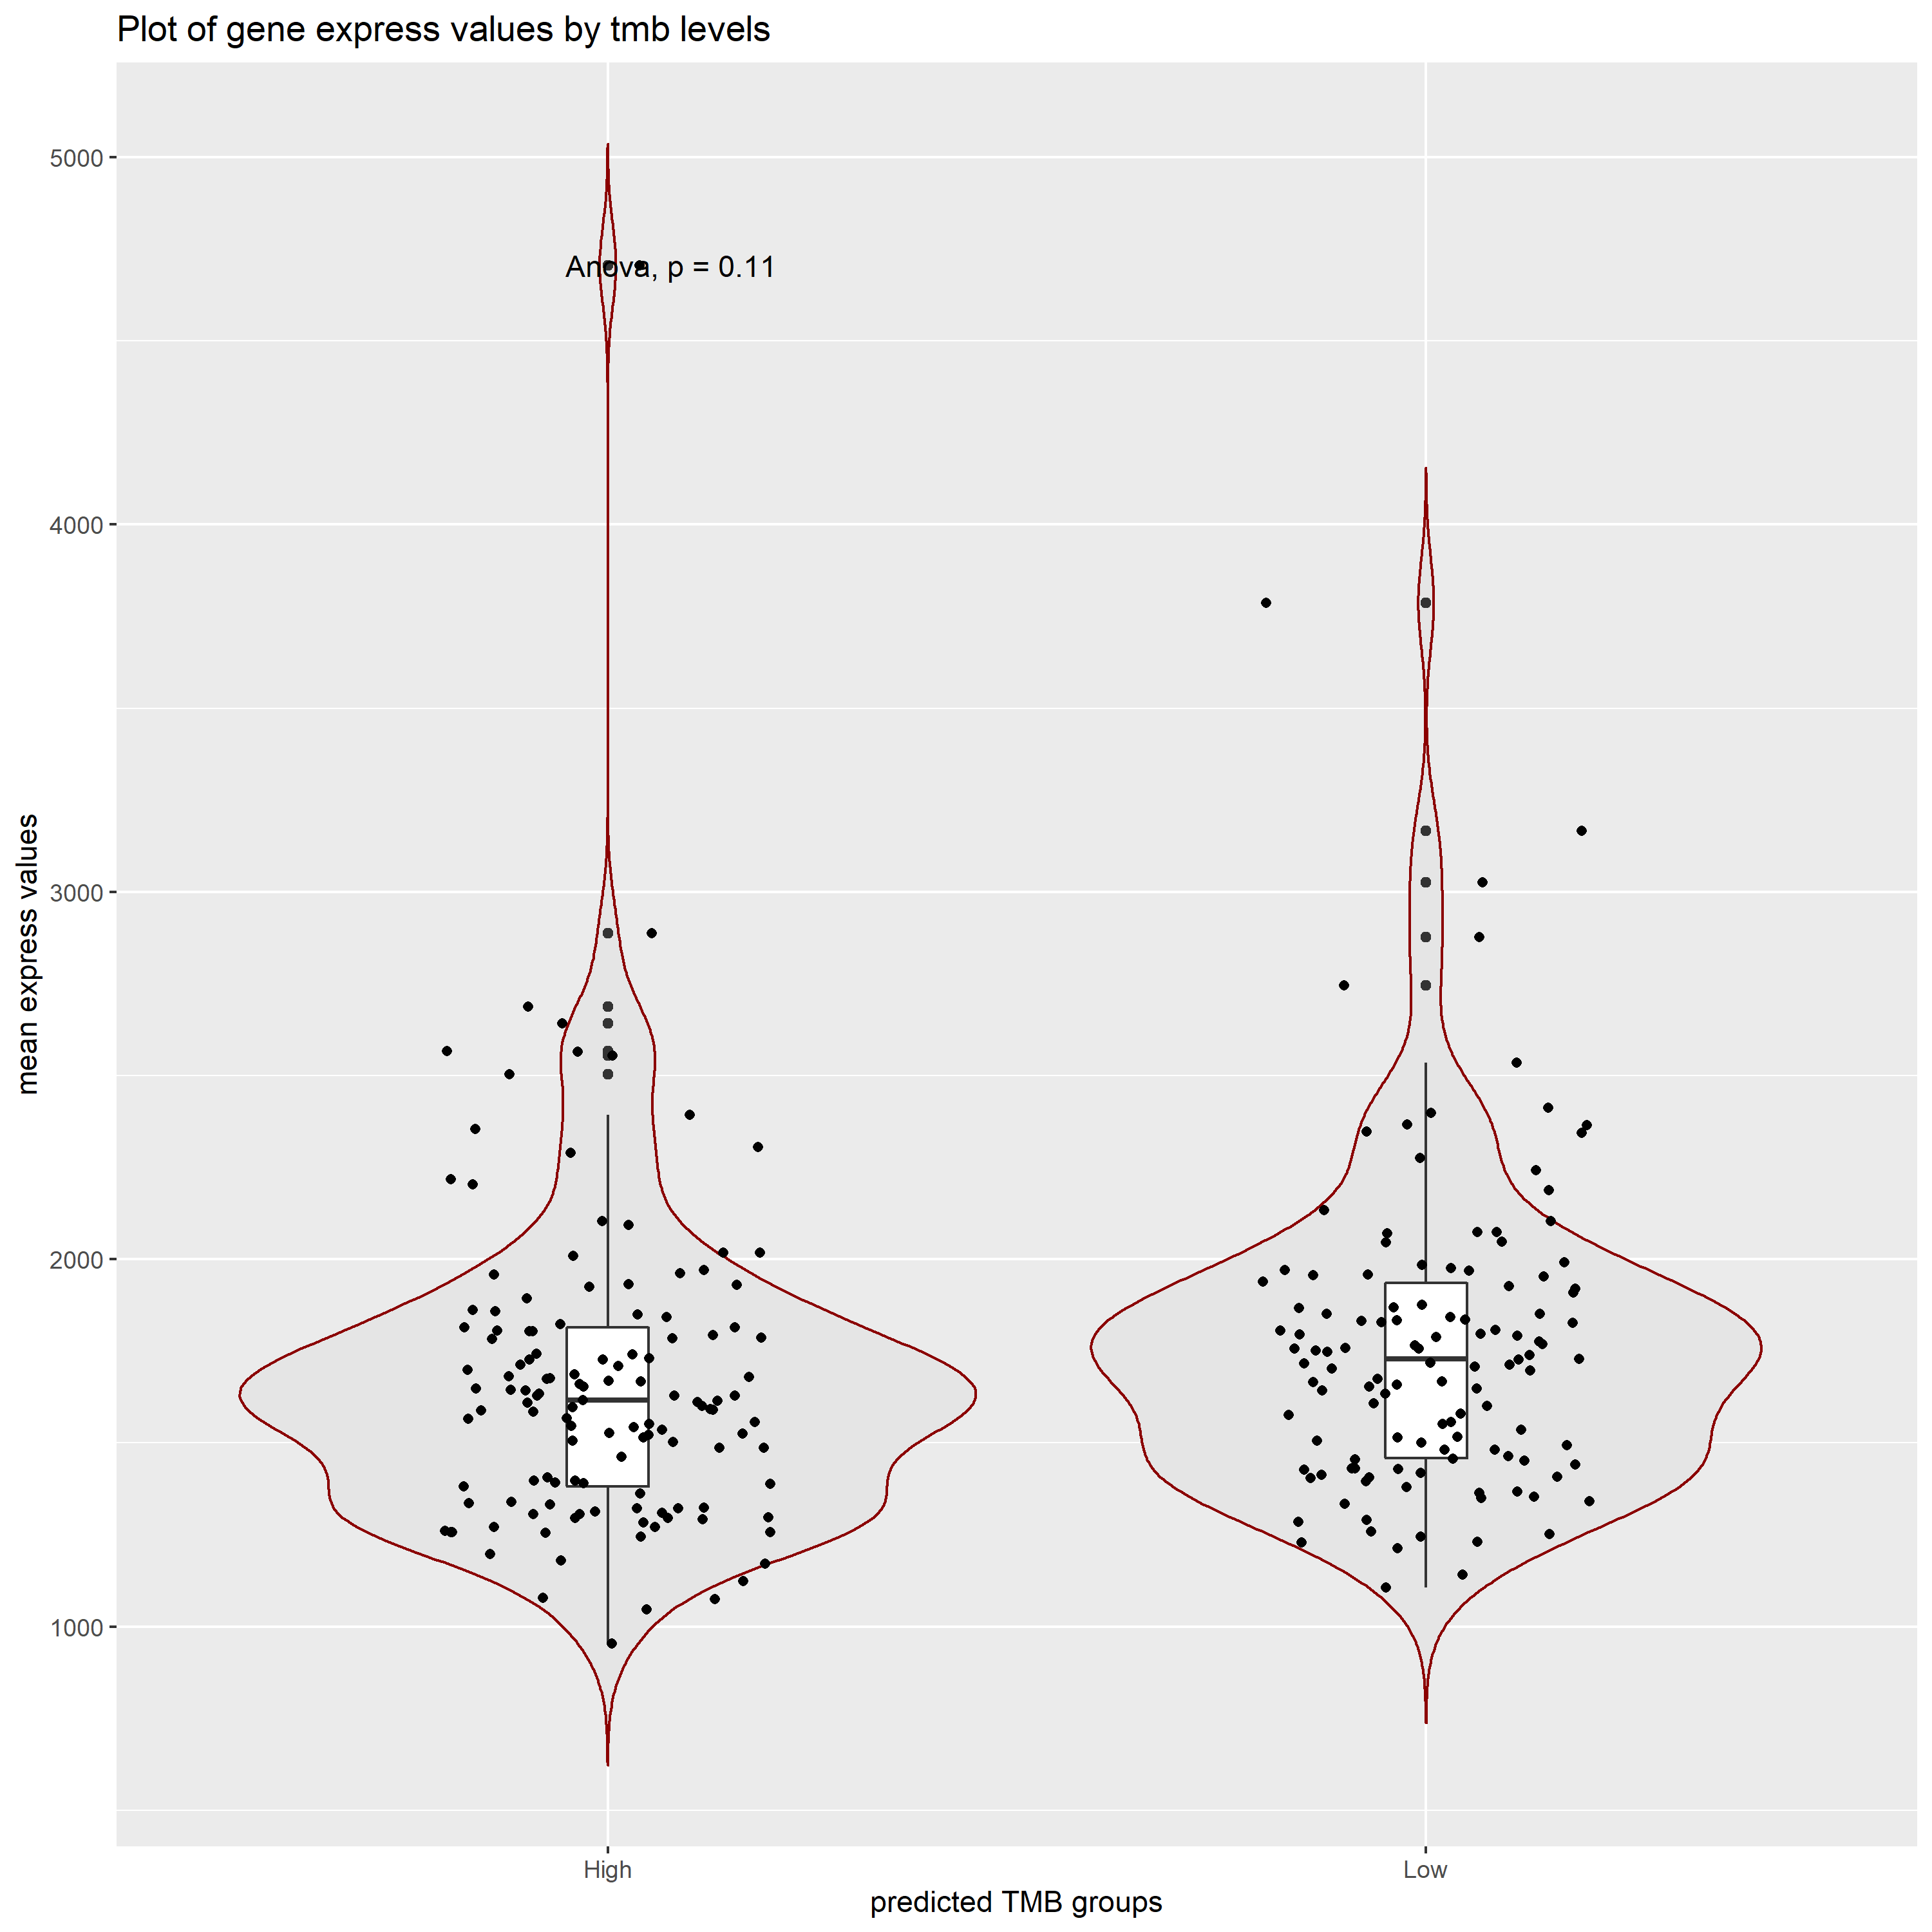 Plot of gene express values by tmb levels
5000
Anova, p = 0.11
4000
3000
2000
1000
mean express values
High
Low
predicted TMB groups